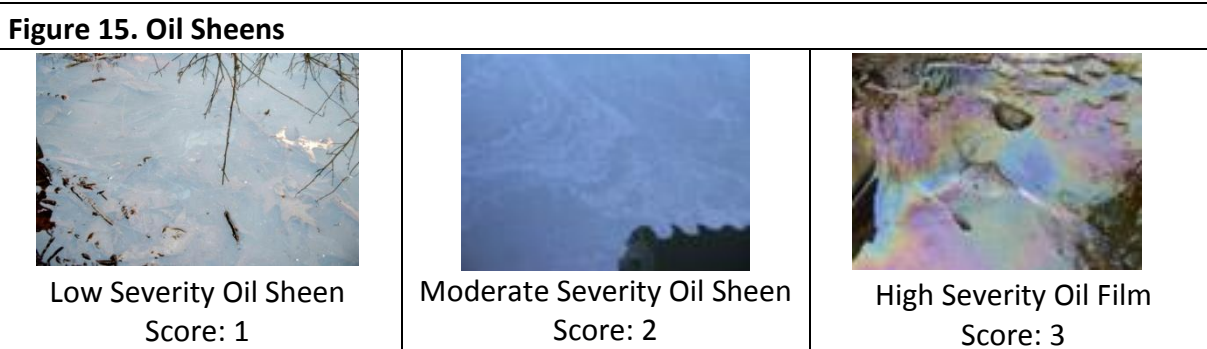 Figure 15. Oil Sheens
Low Severity Oil Sheen
Score: 1
Moderate Severity Oil Sheen
Score: 2
High Severity Oil Film
Score: 3